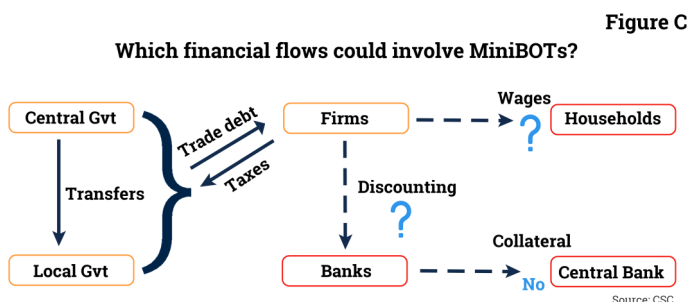 Figure C
Which financial flows could involve MiniBOTs?
Central Gvt
Trade debt
Firms
Wages
?
Households
Transfers
Taxes
Discounting
?
Local Gvt
Banks
Collateral
No
Central Bank
Source: CSC